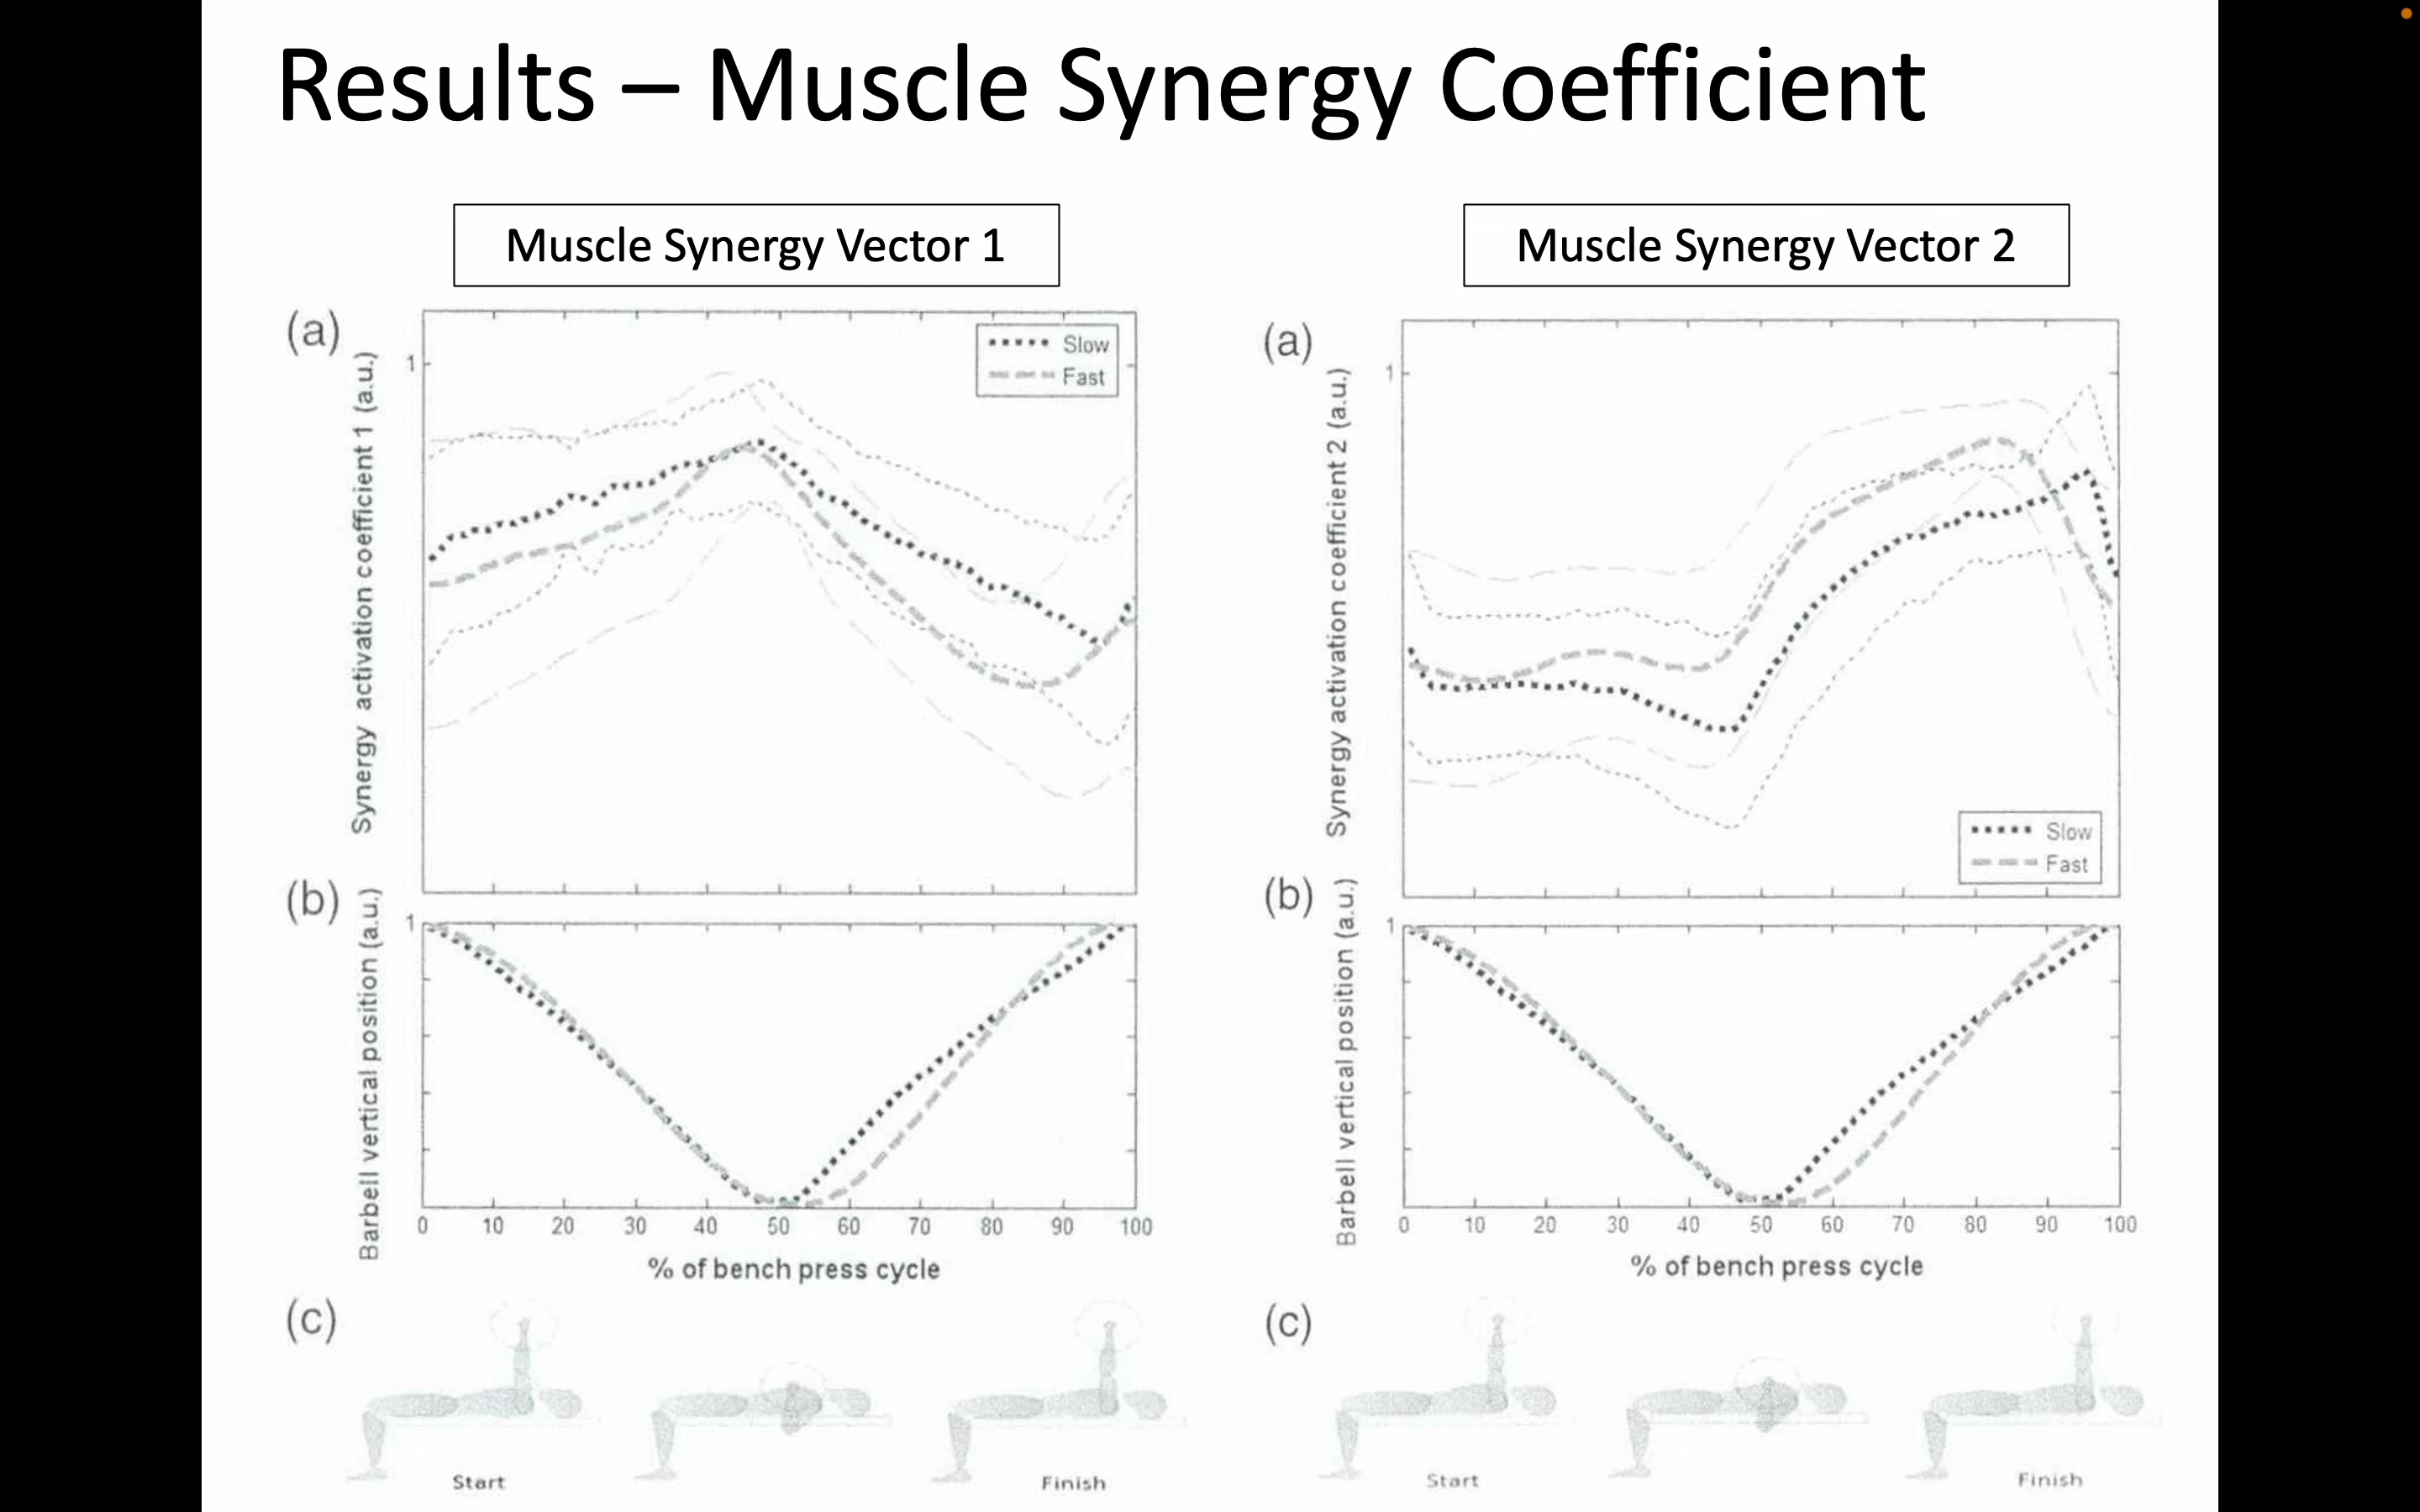 Results – Muscle Synergy Coefficient
Muscle Synergy Vector 1
(a)
Synergy activation coefficient 1 (a.u.)
1
Slow
Fast
(b)
Barbell vertical position (a.u.)
1
0 10 20 30 40 50 60 70 80 90 100
% of bench press cycle
(c)
Start
Finish
Muscle Synergy Vector 2
(a)
Synergy activation coefficient 2 (a.u.)
1
Slow
Fast
(b)
Barbell vertical position (a.u.)
1
0 10 20 30 40 50 60 70 80 90 100
% of bench press cycle
(c)
Start
Finish